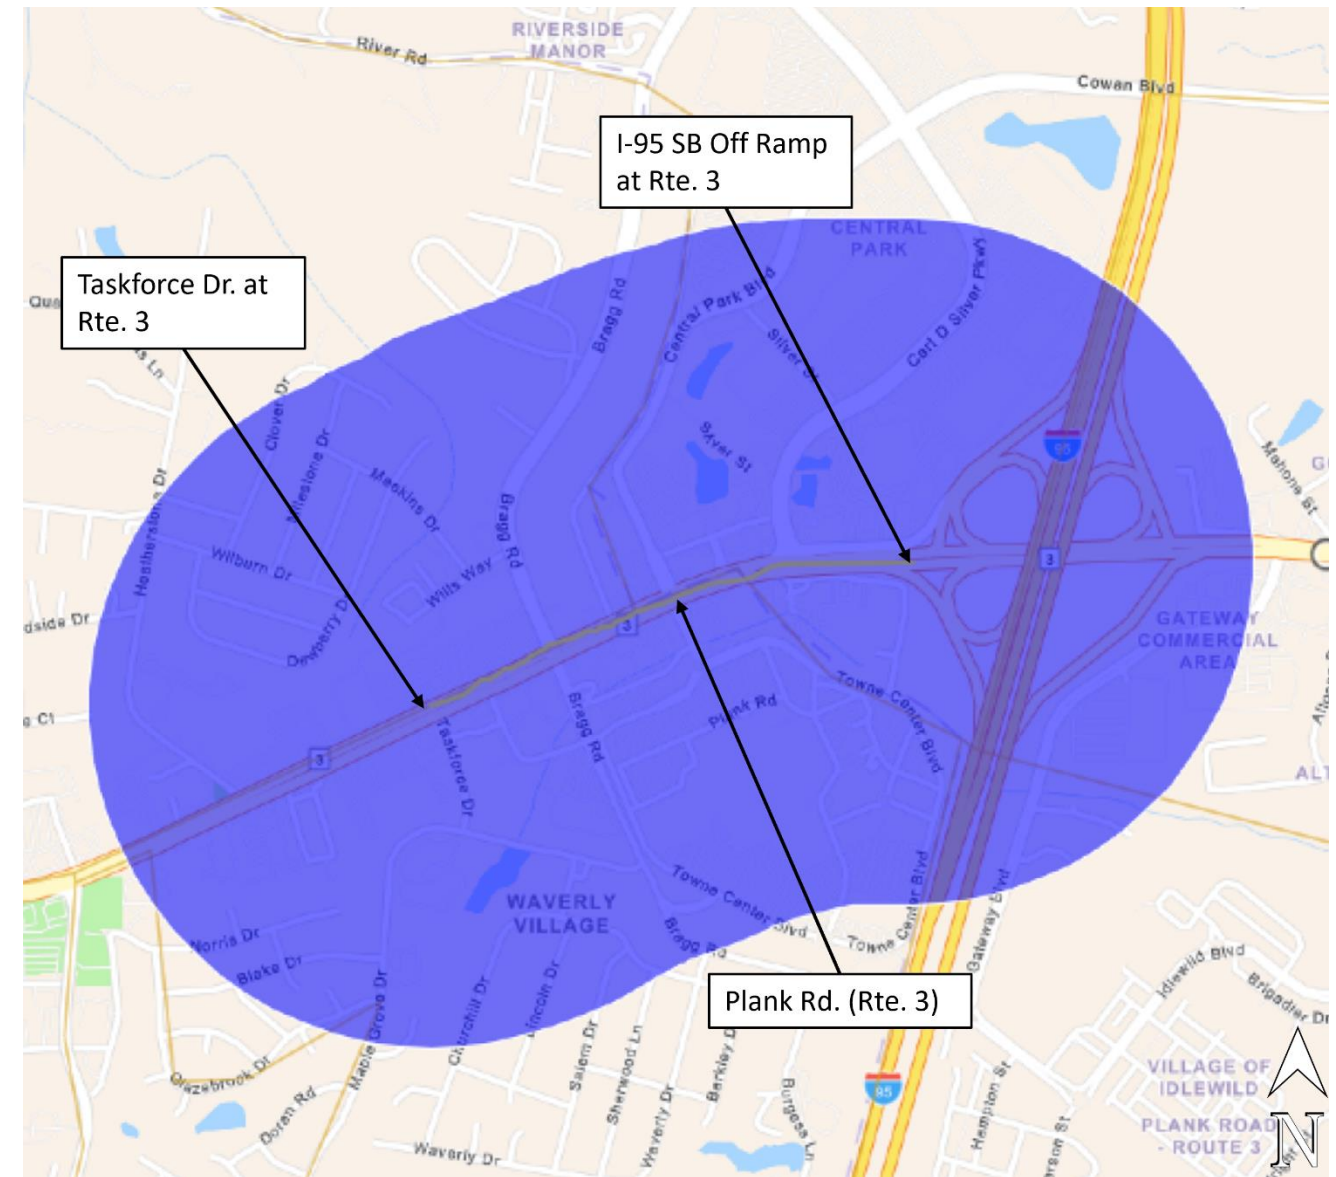 RIVERSIDE
MANOR
River Rd
Cowan Blvd
I-95 SB Off Ramp
at Rte. 3
CENTRAL
PARK
Taskforce Dr. at
Rte. 3
Bragg Rd
Central Park Blvd
Silver St
Carl D Silver Pkwy
Clover Dr
Milestone Dr
Mackins Dr
Silver St
95
Mahone St
Heatherstone Dr
Bragg Rd
Wilburn Dr
Wills Way
3
Dewberry Dr
3
GATEWAY
COMMERCIAL
AREA
Towne Center Blvd
Plank Rd
Bragg Rd
Taskforce Dr
3
Towne Center Blvd
WAVERLY
VILLAGE
Towne Center Blvd
Bragg Rd
Towne
Gateway Blvd
Norris Dr
Blake Dr
Plank Rd. (Rte. 3)
Idlewild Blvd
Brigadier Dr
Maple Grove Dr
Churchill Dr
Lincoln Dr
Salem Dr
Sherwood Ln
Barkley D
Gazebrook Ct
Doran Rd
Waverly Dr
Waverly Dr
Burgess Ln
95
Hampton St
VILLAGE OF
IDLEWILD
PLANK ROAD
- ROUTE 3
N